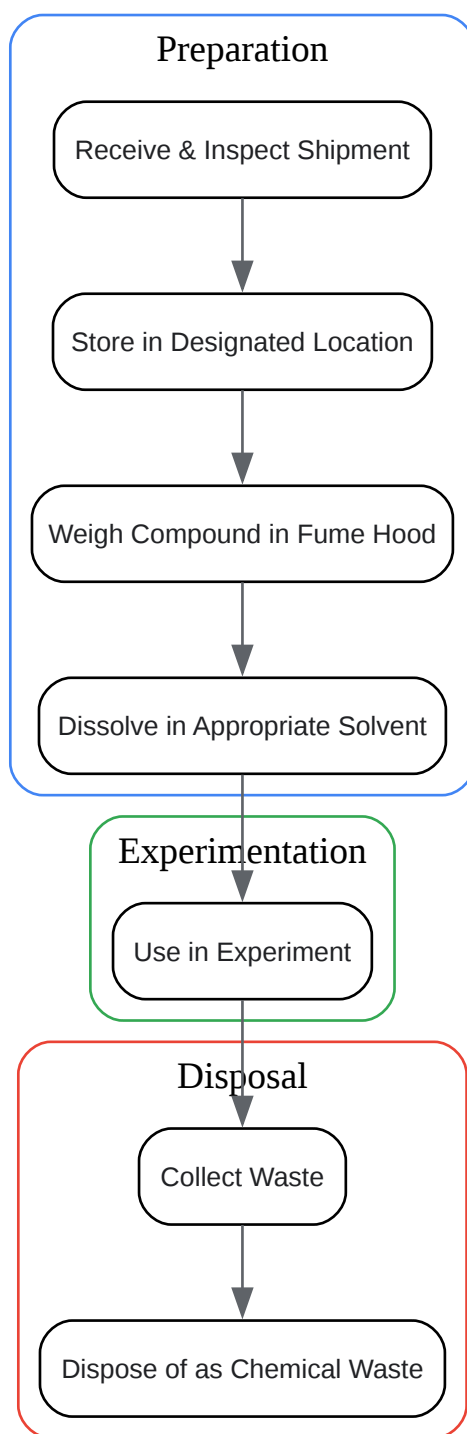 Preparation
Receive & Inspect Shipment
Store in Designated Location
Weigh Compound in Fume Hood
Dissolve in Appropriate Solvent
Experimentation
Use in Experiment
Disposal
Collect Waste
Dispose of as Chemical Waste